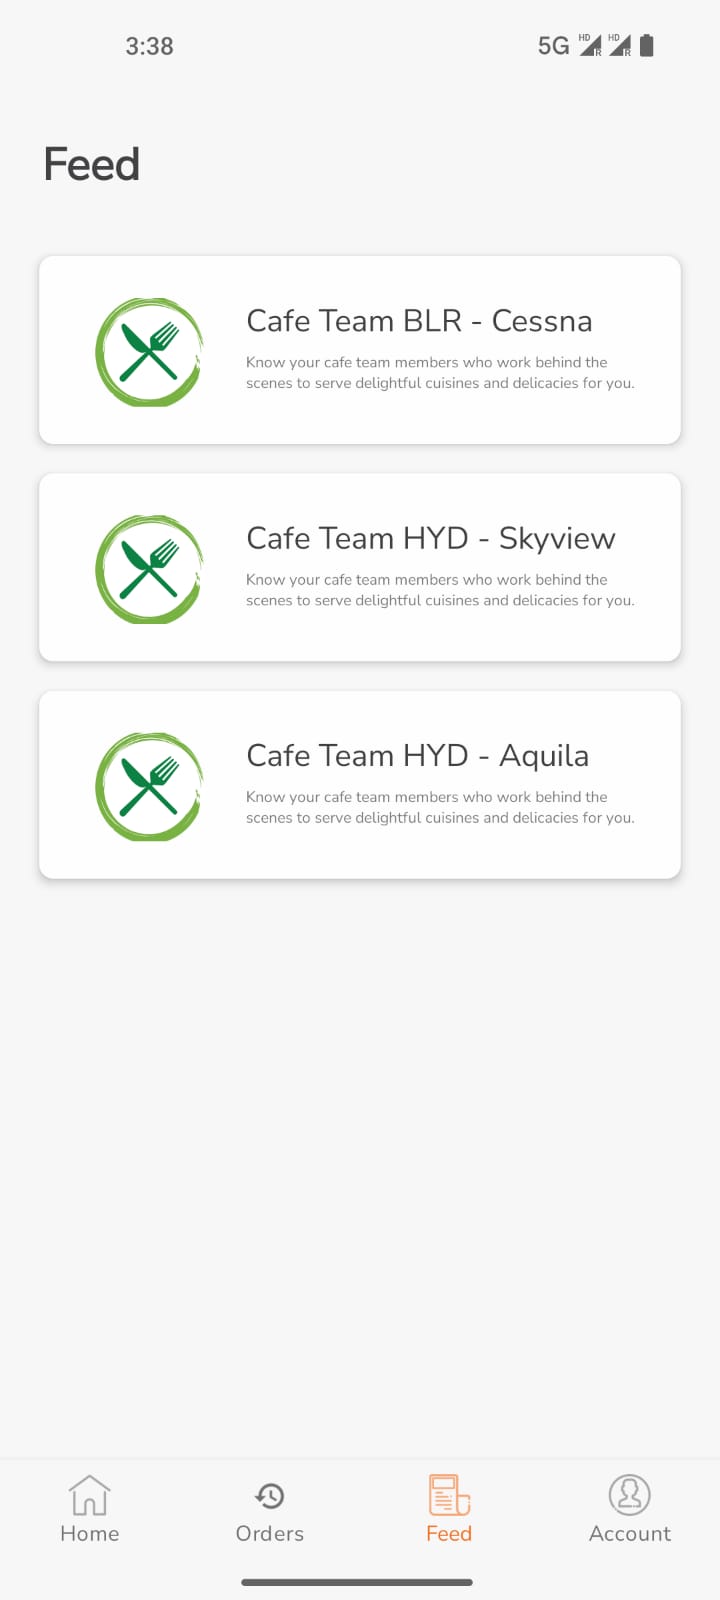 3:38
5G HD R HD R
Feed
Cafe Team BLR - Cessna
Know your cafe team members who work behind the
scenes to serve delightful cuisines and delicacies for you.
Cafe Team HYD - Skyview
Know your cafe team members who work behind the
scenes to serve delightful cuisines and delicacies for you.
Cafe Team HYD - Aquila
Know your cafe team members who work behind the
scenes to serve delightful cuisines and delicacies for you.
Home
Orders
Feed
Account